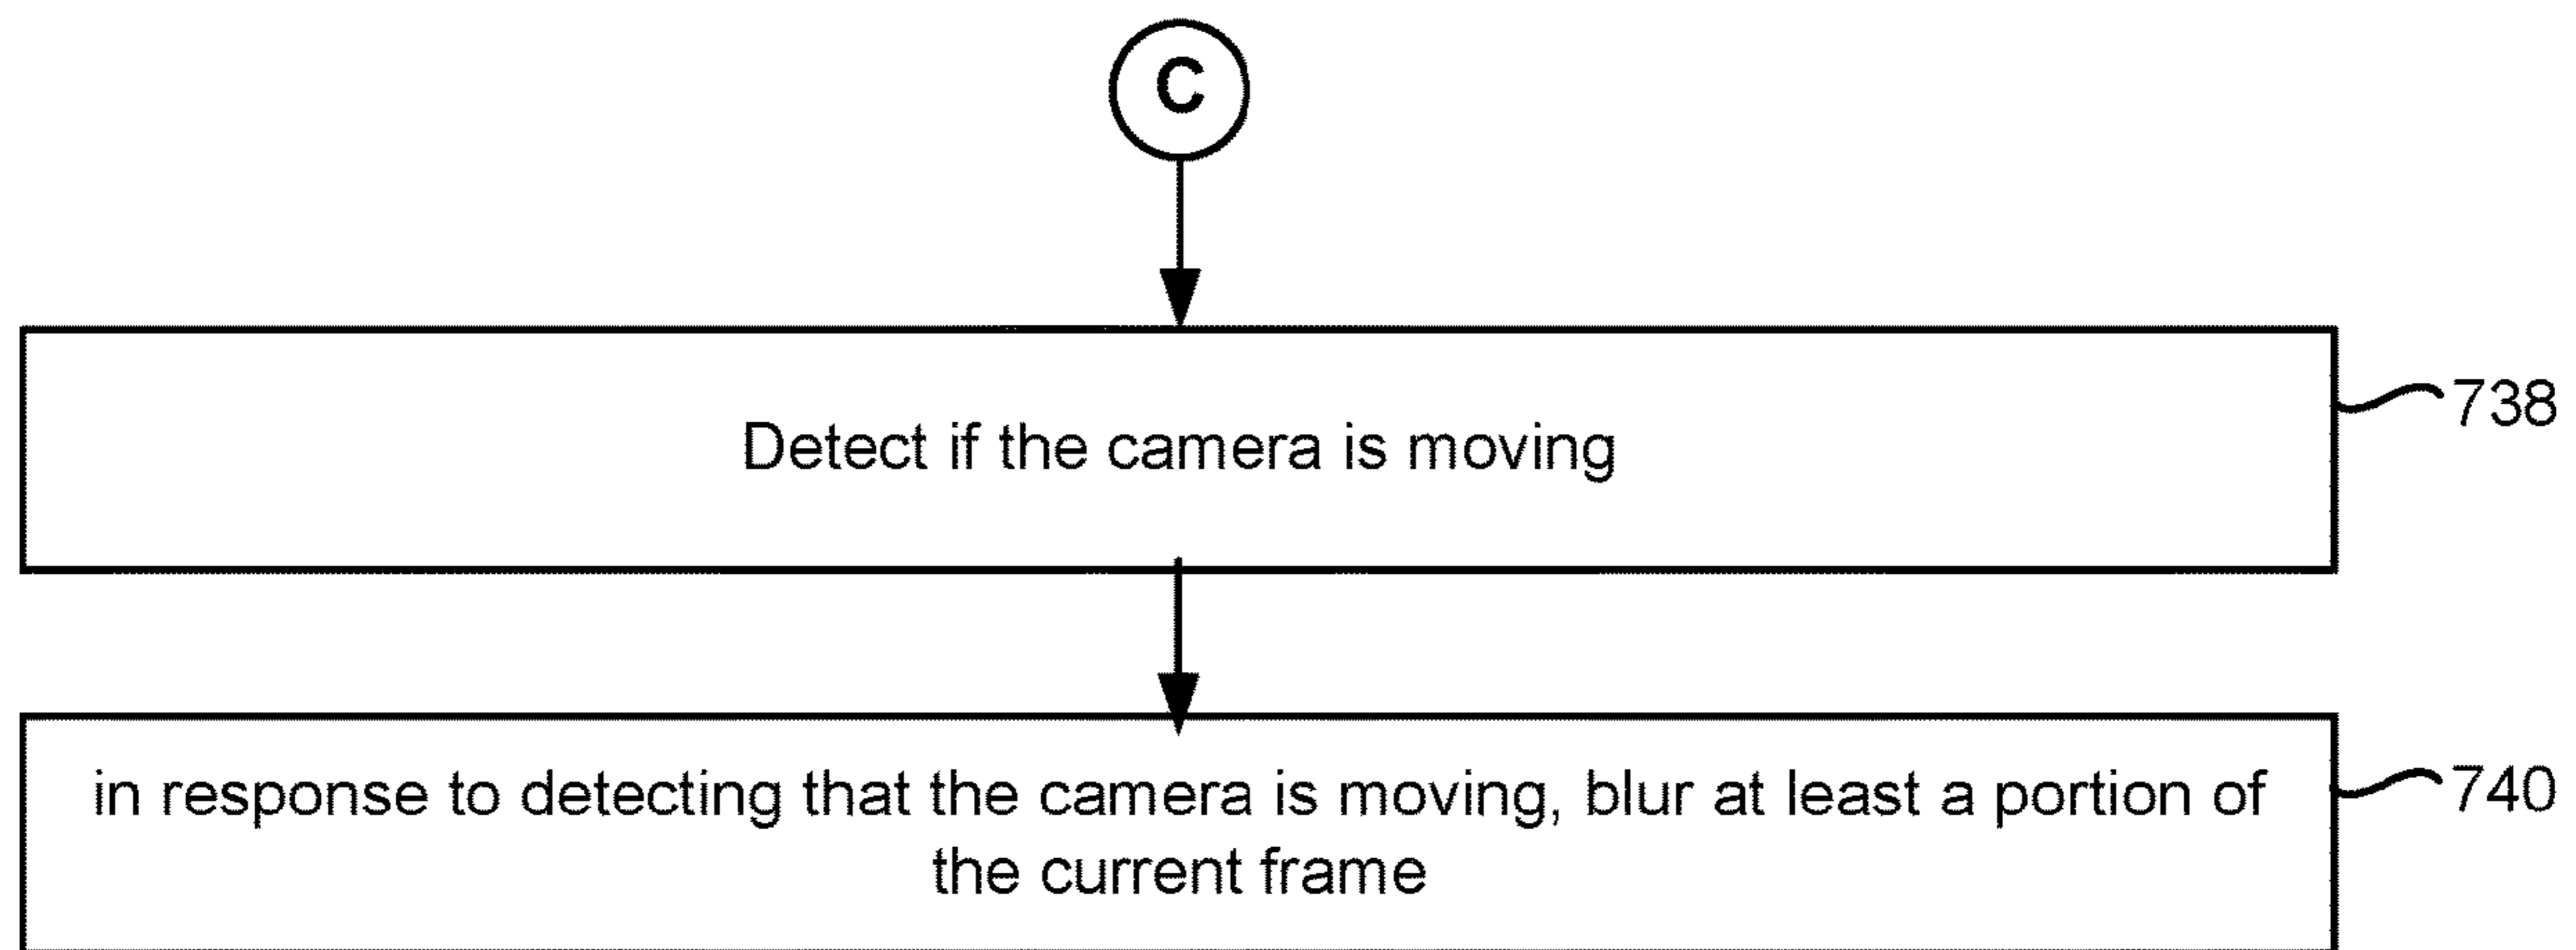 C
Detect if the camera is moving
738
in response to detecting that the camera is moving, blur at least a portion of
the current frame
740